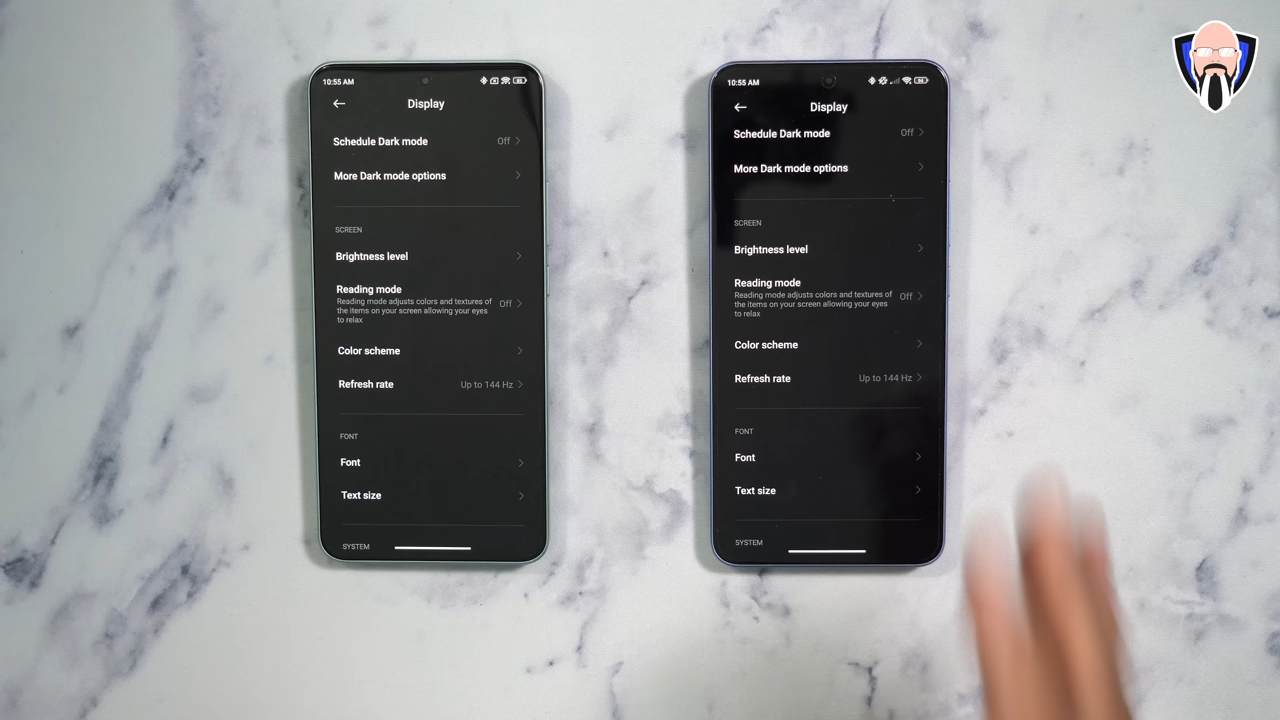 10:55 AM
Display
Schedule Dark mode
Off
More Dark mode options
SCREEN
Brightness level
Reading mode
Reading mode adjusts colors and textures of
the items on your screen allowing your eyes
to relax
Off
Color scheme
Refresh rate
Up to 144 Hz
FONT
Font
Text size
SYSTEM
10:55 AM
Display
Schedule Dark mode
Off
More Dark mode options
SCREEN
Brightness level
Reading mode
Reading mode adjusts colors and textures of
the items on your screen allowing your eyes
to relax
Off
Color scheme
Refresh rate
Up to 144 Hz
FONT
Font
Text size
SYSTEM